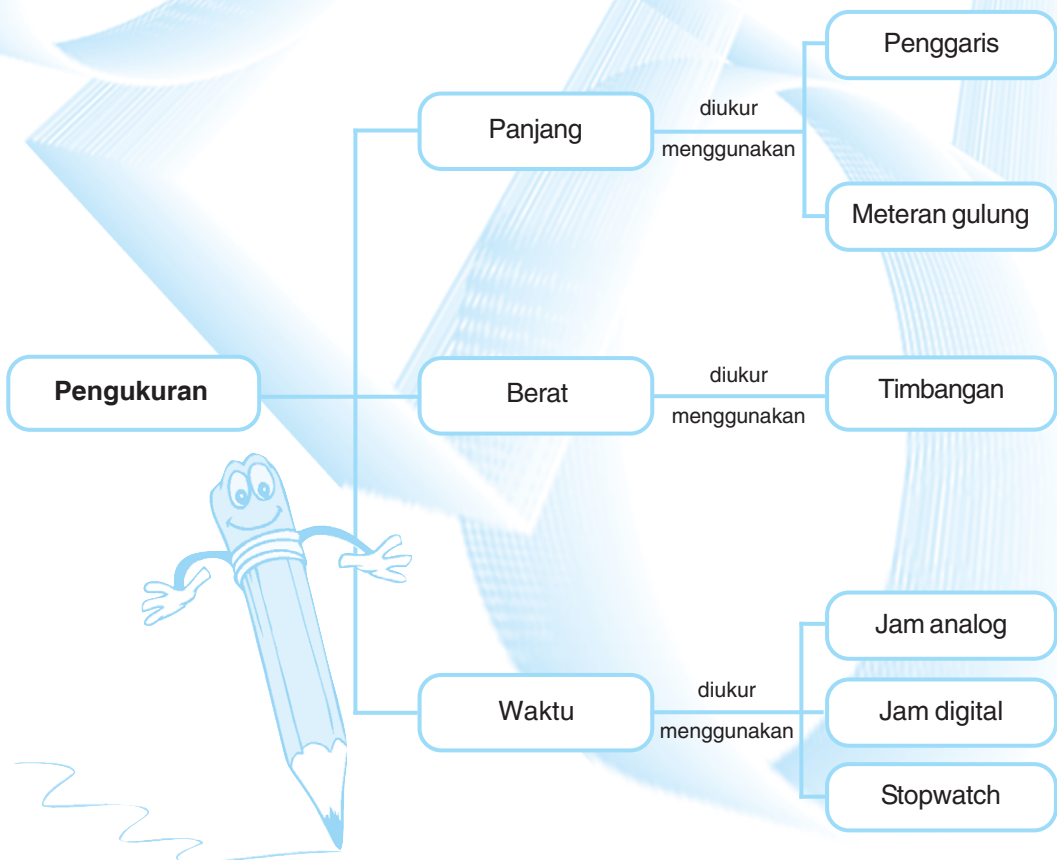 Pengukuran
Panjang
diukur
menggunakan
Penggaris
Meteran gulung
Berat
diukur
menggunakan
Timbangan
Waktu
diukur
menggunakan
Jam analog
Jam digital
Stopwatch